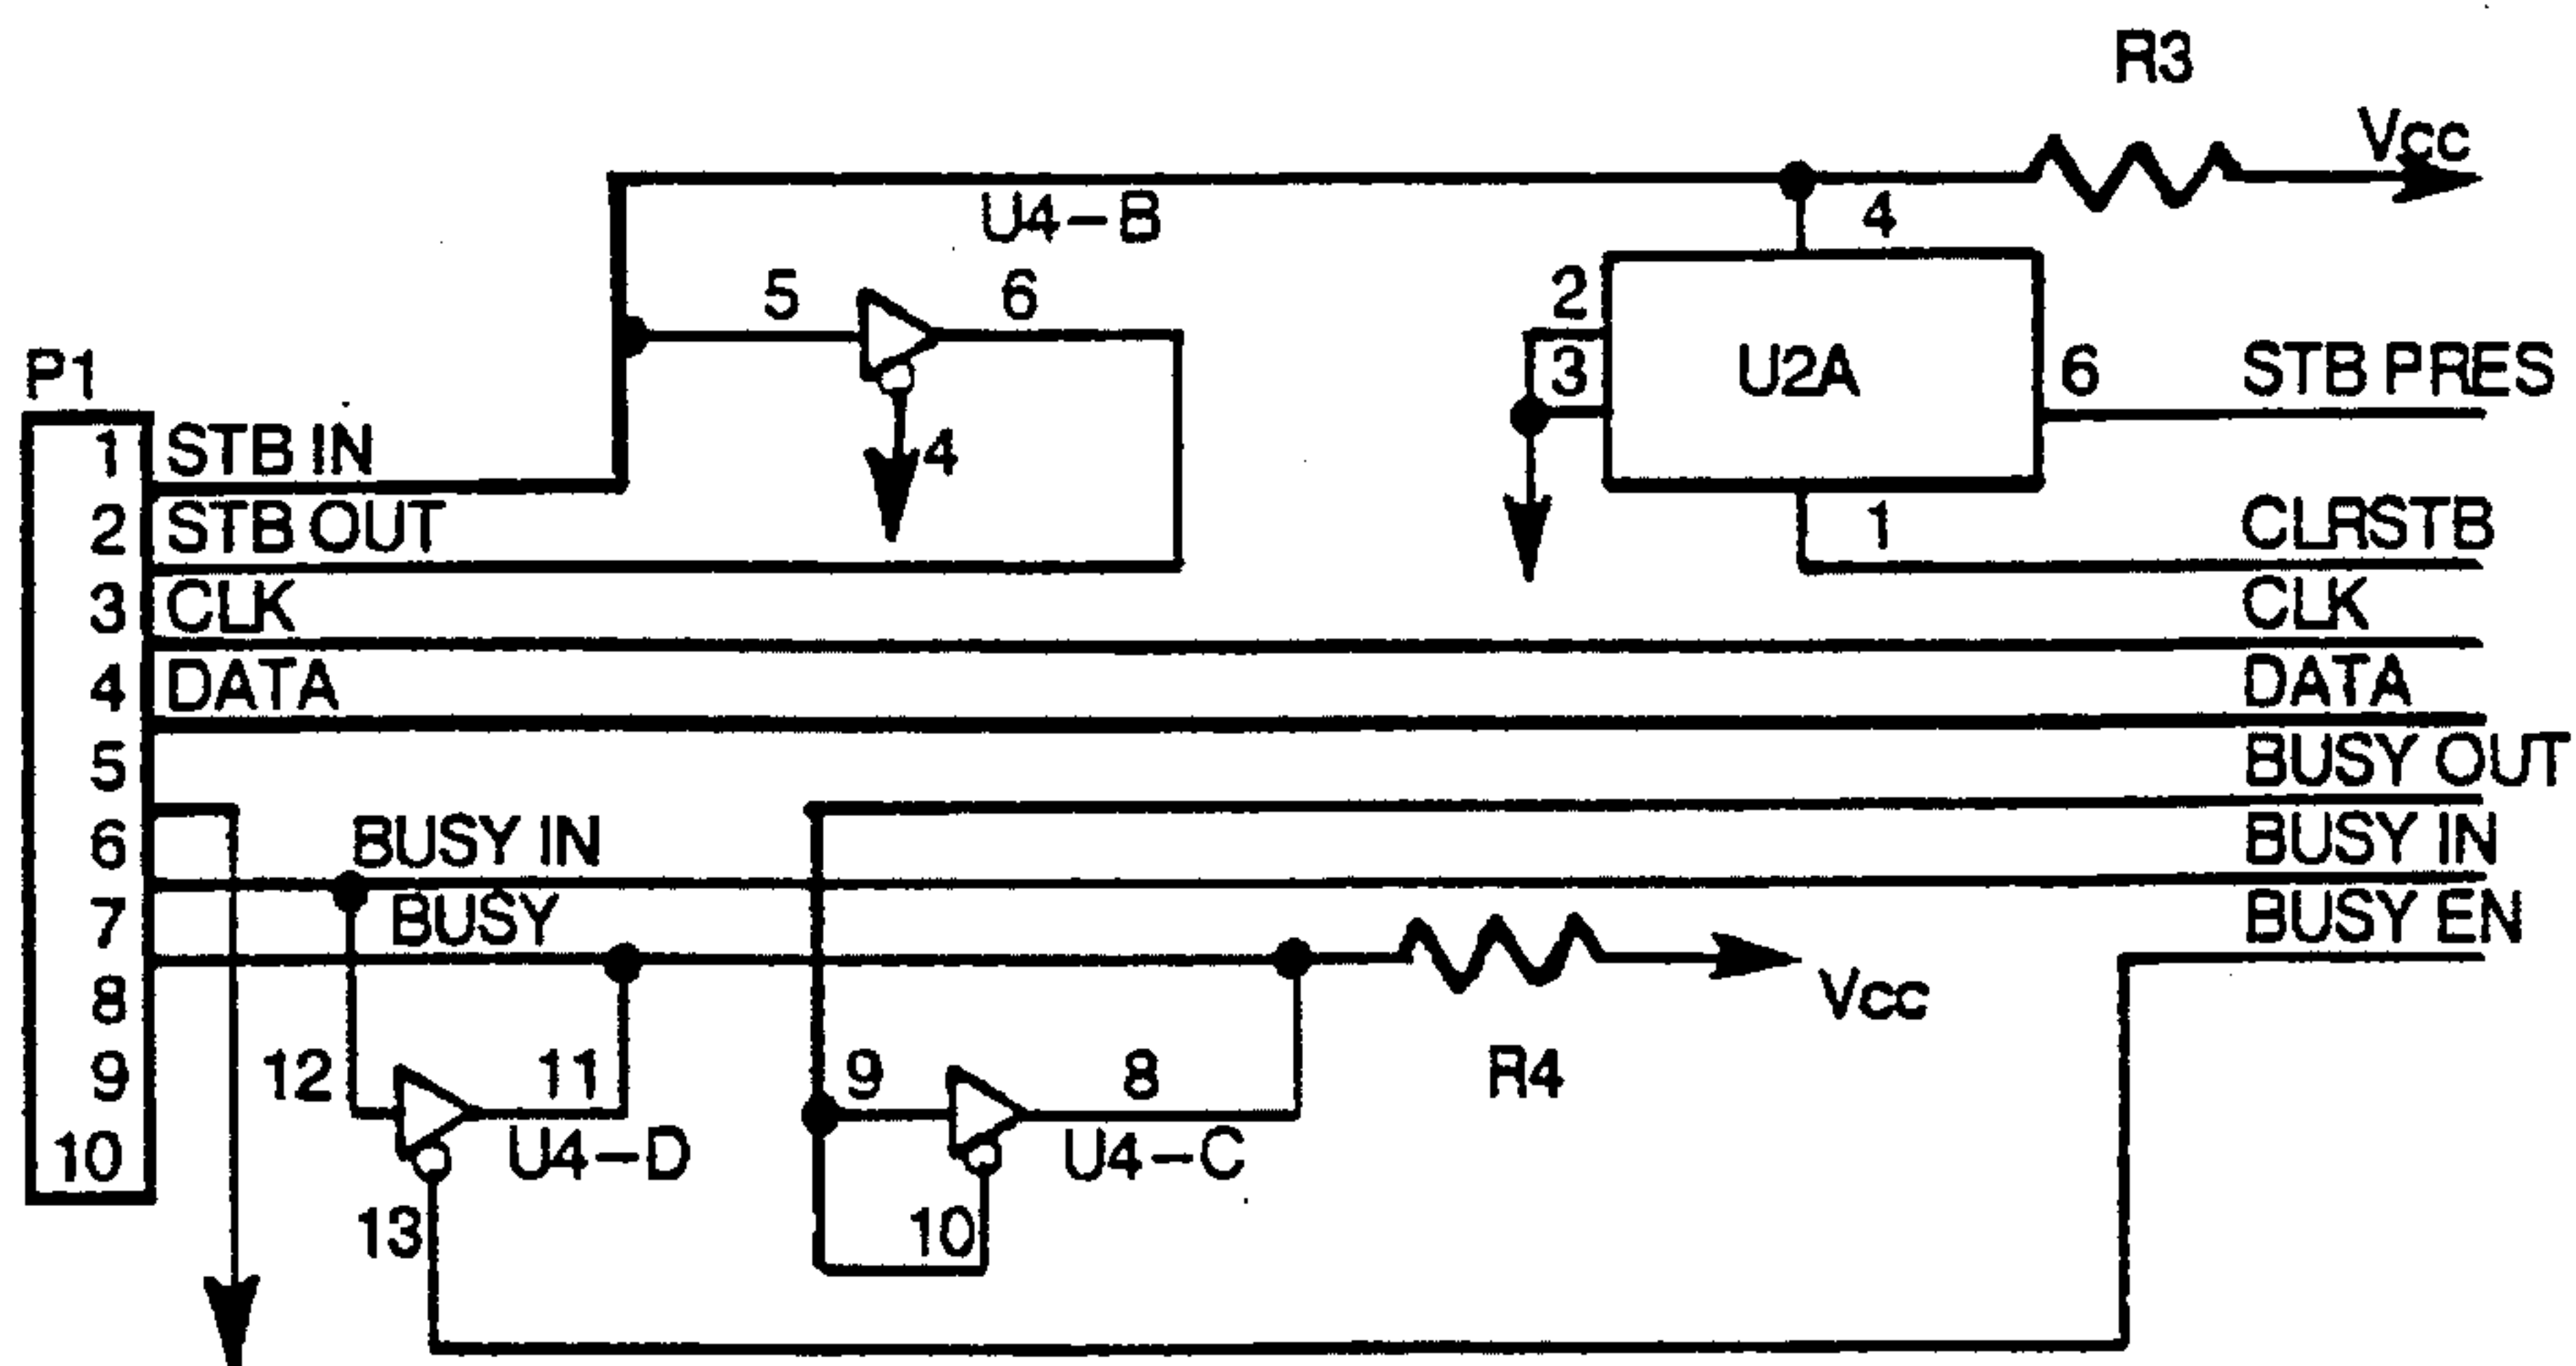 R3
Vcc
U4-B
4
5
6
2
3
U2A
6
STB PRES
P1
1
STB IN
4
2
STB OUT
1
CLRSTB
3
CLK
CLK
4
DATA
DATA
5
BUSY OUT
6
BUSY IN
BUSY IN
7
BUSY
BUSY EN
8
Vcc
9
12
11
9
8
R4
10
U4-D
U4-C
13
10